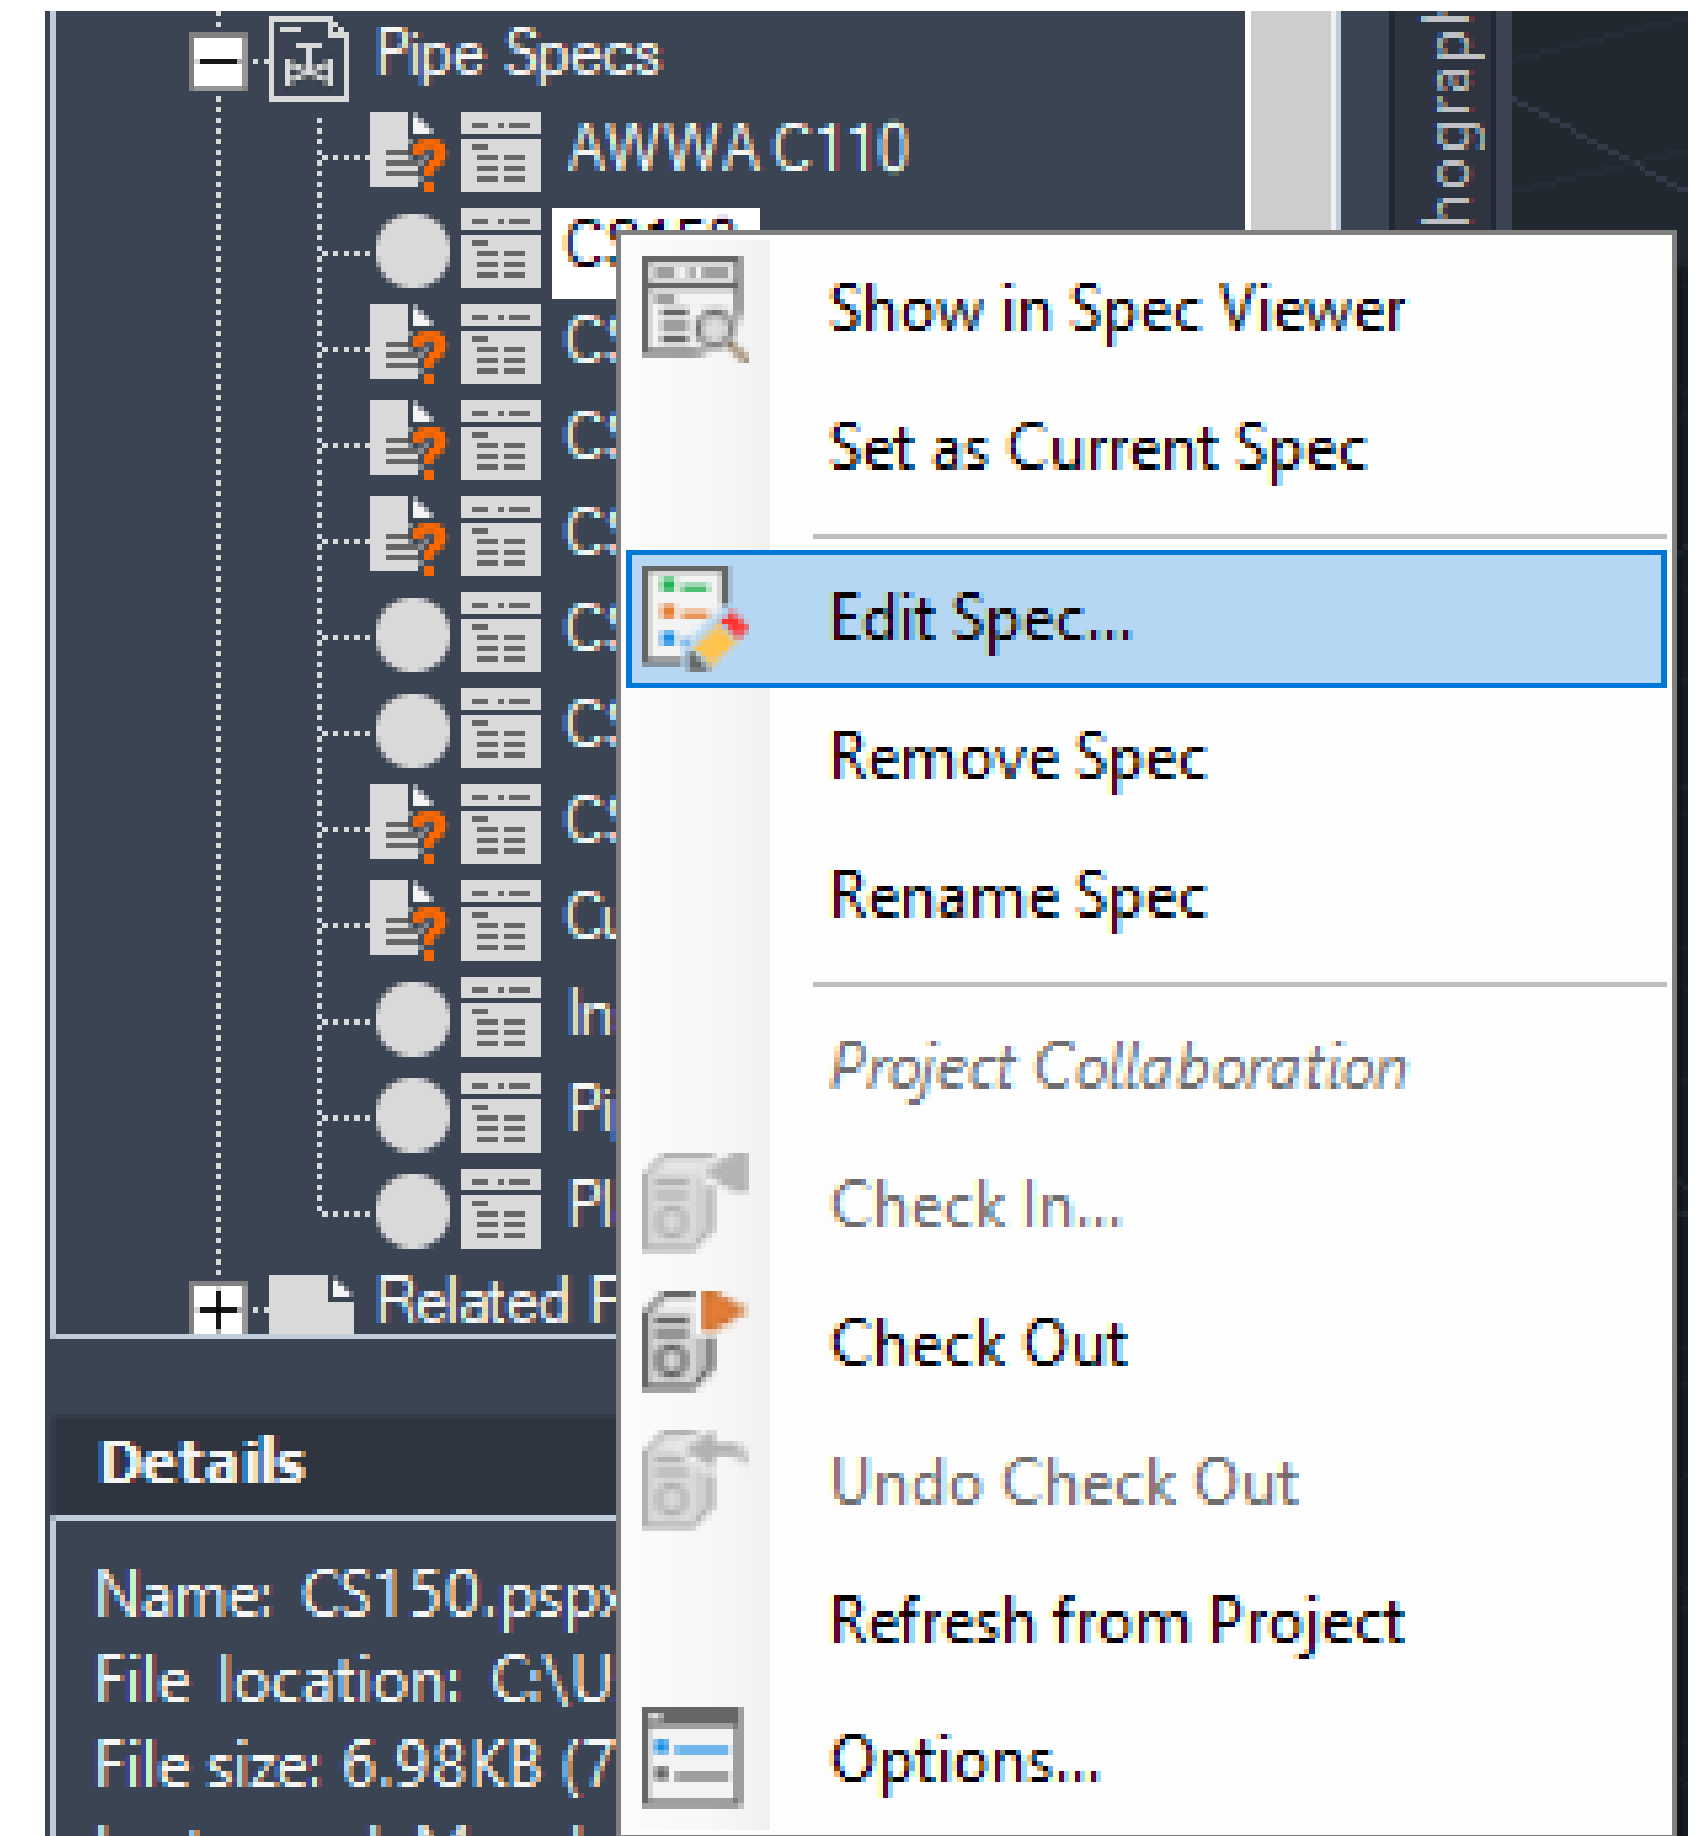 Pipe Specs
AWWA C110
Show in Spec Viewer
Set as Current Spec
Edit Spec...
Remove Spec
Rename Spec
Project Collaboration
Check In...
Check Out
Undo Check Out
Refresh from Project
Options...
Related
Details
Name: CS150.pspx
File location: C:\U
File size: 6.98KB (7